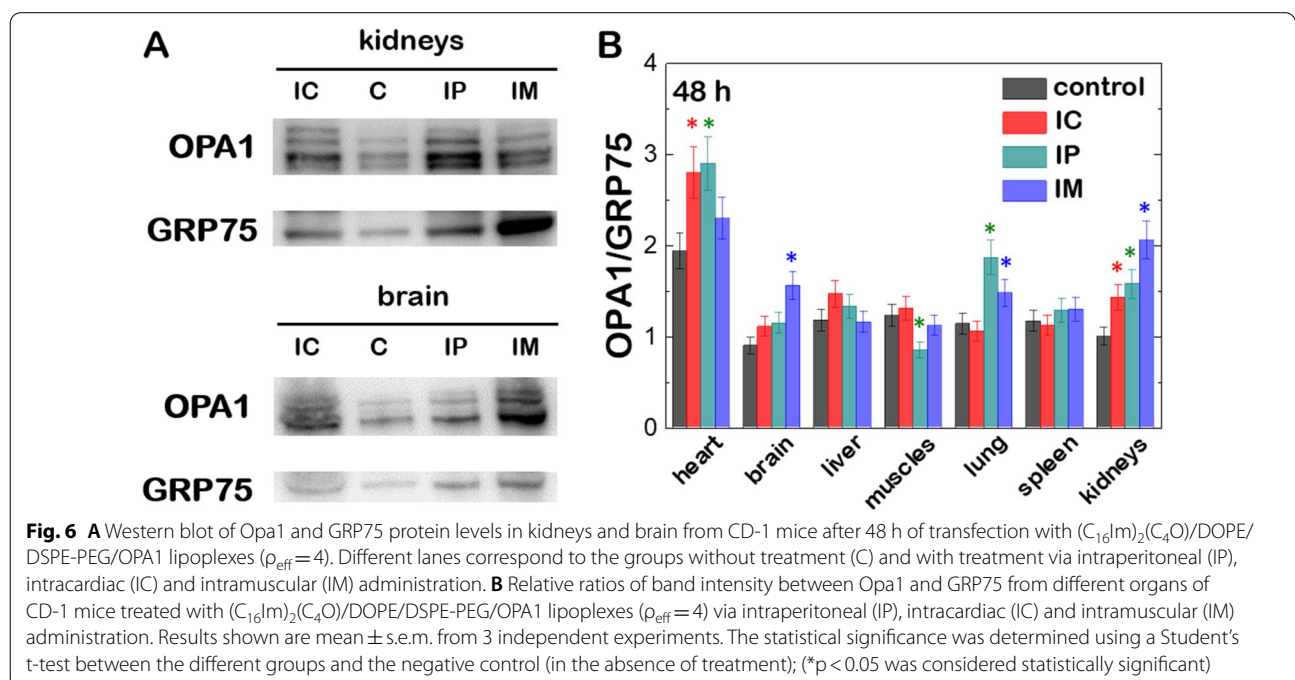 A
kidneys
IC C IP IM
OPA1
GRP75
brain
IC C IP IM
OPA1
GRP75
B
4
3
2
1
0
OPA1/GRP75
48 h
control
IC
IP
IM
* * * * * * * * *
heart brain liver muscles lung spleen kidneys
Fig. 6 A Western blot of Opa1 and GRP75 protein levels in kidneys and brain from CD-1 mice after 48 h of transfection with (C₁₆Im)₂(C₄O)/DOPE/
DSPE-PEG/OPA1 lipoplexes (ρeff = 4). Different lanes correspond to the groups without treatment (C) and with treatment via intraperitoneal (IP),
intracardiac (IC) and intramuscular (IM) administration. B Relative ratios of band intensity between Opa1 and GRP75 from different organs of
CD-1 mice treated with (C₁₆Im)₂(C₄O)/DOPE/DSPE-PEG/OPA1 lipoplexes (ρeff = 4) via intraperitoneal (IP), intracardiac (IC) and intramuscular (IM)
administration. Results shown are mean ± s.e.m. from 3 independent experiments. The statistical significance was determined using a Student's
t-test between the different groups and the negative control (in the absence of treatment); (*p < 0.05 was considered statistically significant)